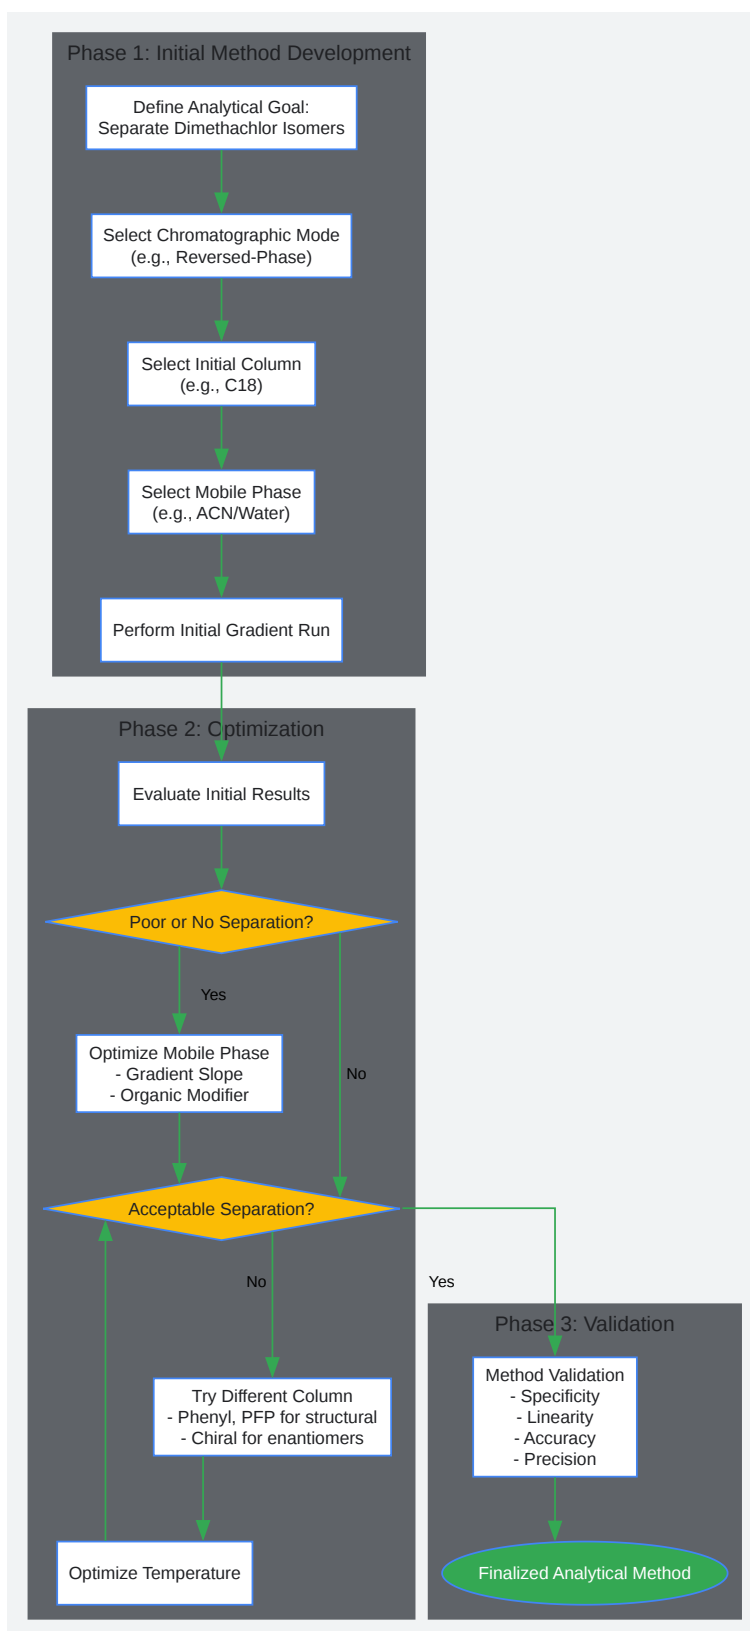 Phase 1: Initial Method Development
Define Analytical Goal:
Separate Dimethachlor Isomers
Select Chromatographic Mode
(e.g., Reversed-Phase)
Select Initial Column
(e.g., C18)
Select Mobile Phase
(e.g., ACN/Water)
Perform Initial Gradient Run
Phase 2: Optimization
Evaluate Initial Results
Poor or No Separation?
Yes
Optimize Mobile Phase
- Gradient Slope
- Organic Modifier
No
Acceptable Separation?
No
Yes
Try Different Column
- Phenyl, PFP for structural
- Chiral for enantiomers
Optimize Temperature
Phase 3: Validation
Method Validation
- Specificity
- Linearity
- Accuracy
- Precision
Finalized Analytical Method